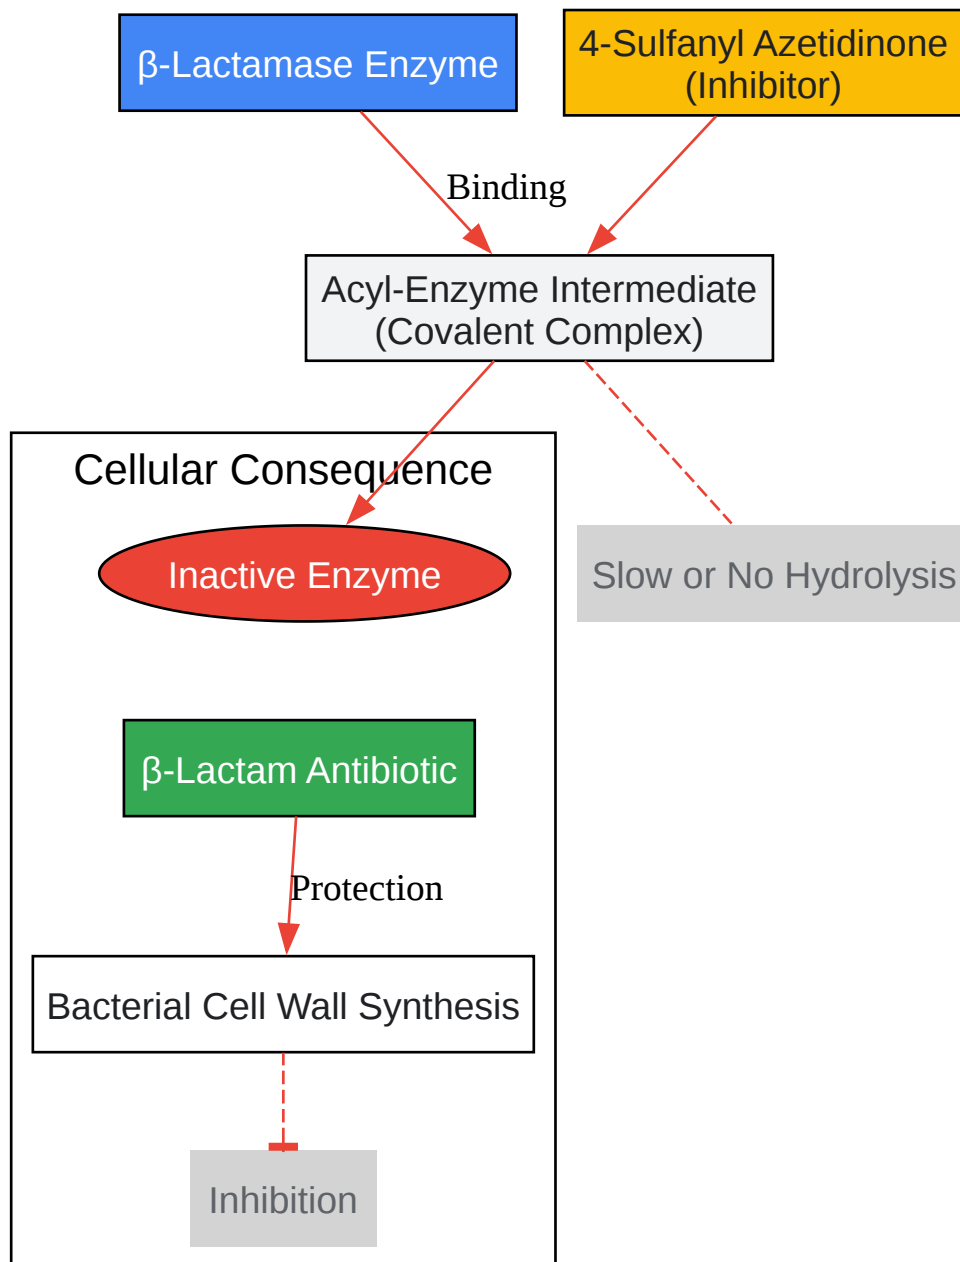 β-Lactamase Enzyme
4-Sulfanyl Azetidinone
(Inhibitor)
Binding
Acyl-Enzyme Intermediate
(Covalent Complex)
Cellular Consequence
Inactive Enzyme
Slow or No Hydrolysis
β-Lactam Antibiotic
Protection
Bacterial Cell Wall Synthesis
Inhibition